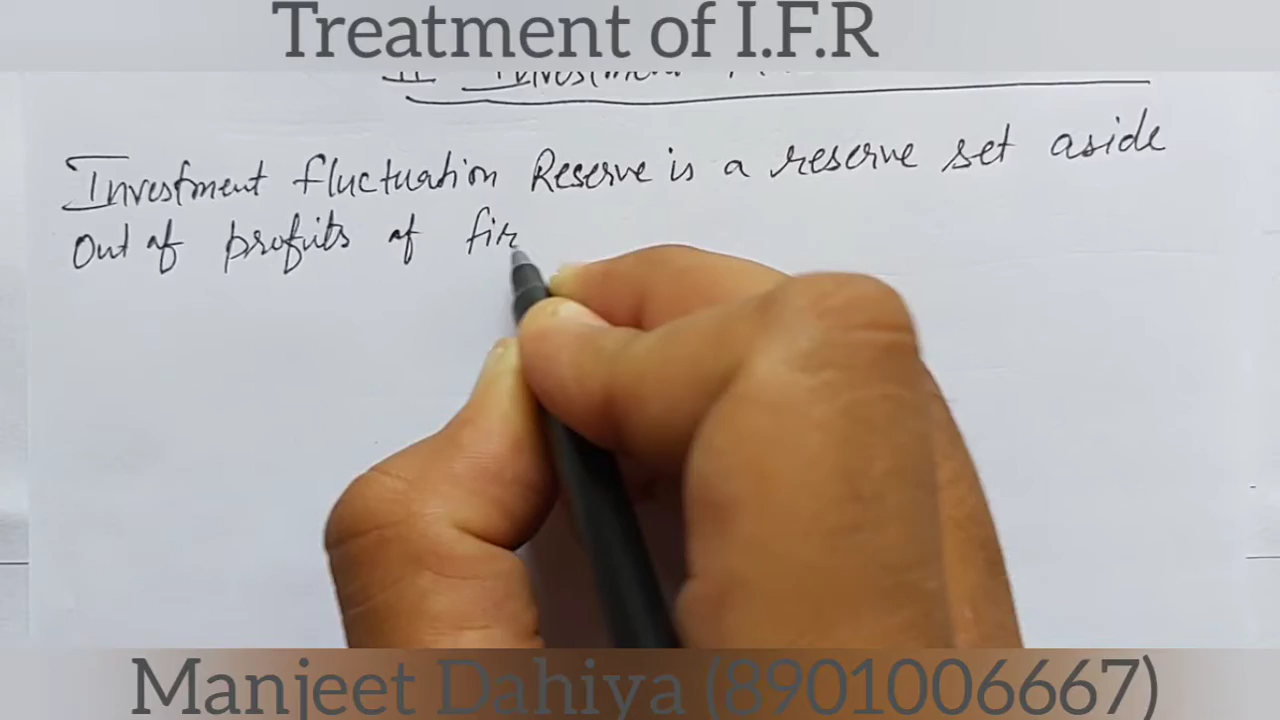 Treatment of I.F.R
Investment fluctuation Reserve is a reserve set aside
Out of profits of fir
Manjeet Dahiya (8901006667)